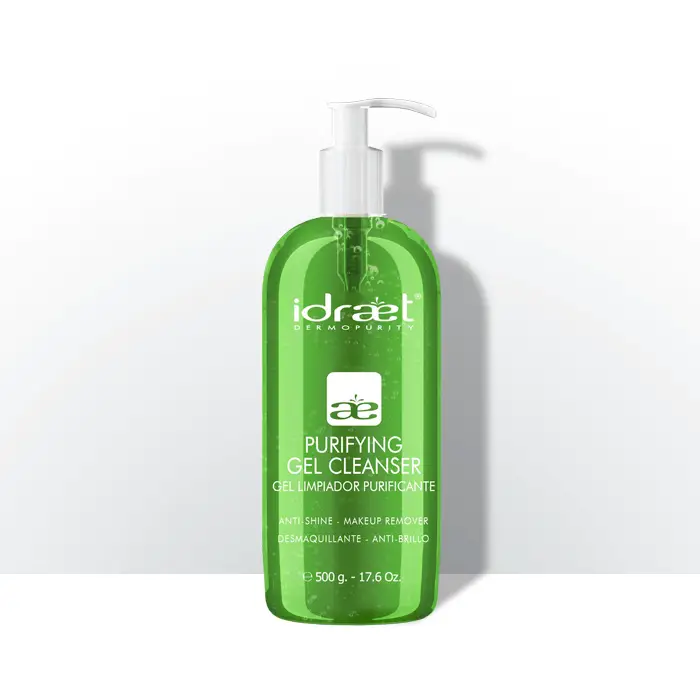 idraet®
DERMOPURITY
ae
PURIFYING
GEL CLEANSER
GEL LIMPIADOR PURIFICANTE
ANTI-SHINE - MAKEUP REMOVER
DESMAQUILLANTE - ANTI-BRILLO
℮ 500 g. - 17.6 Oz.